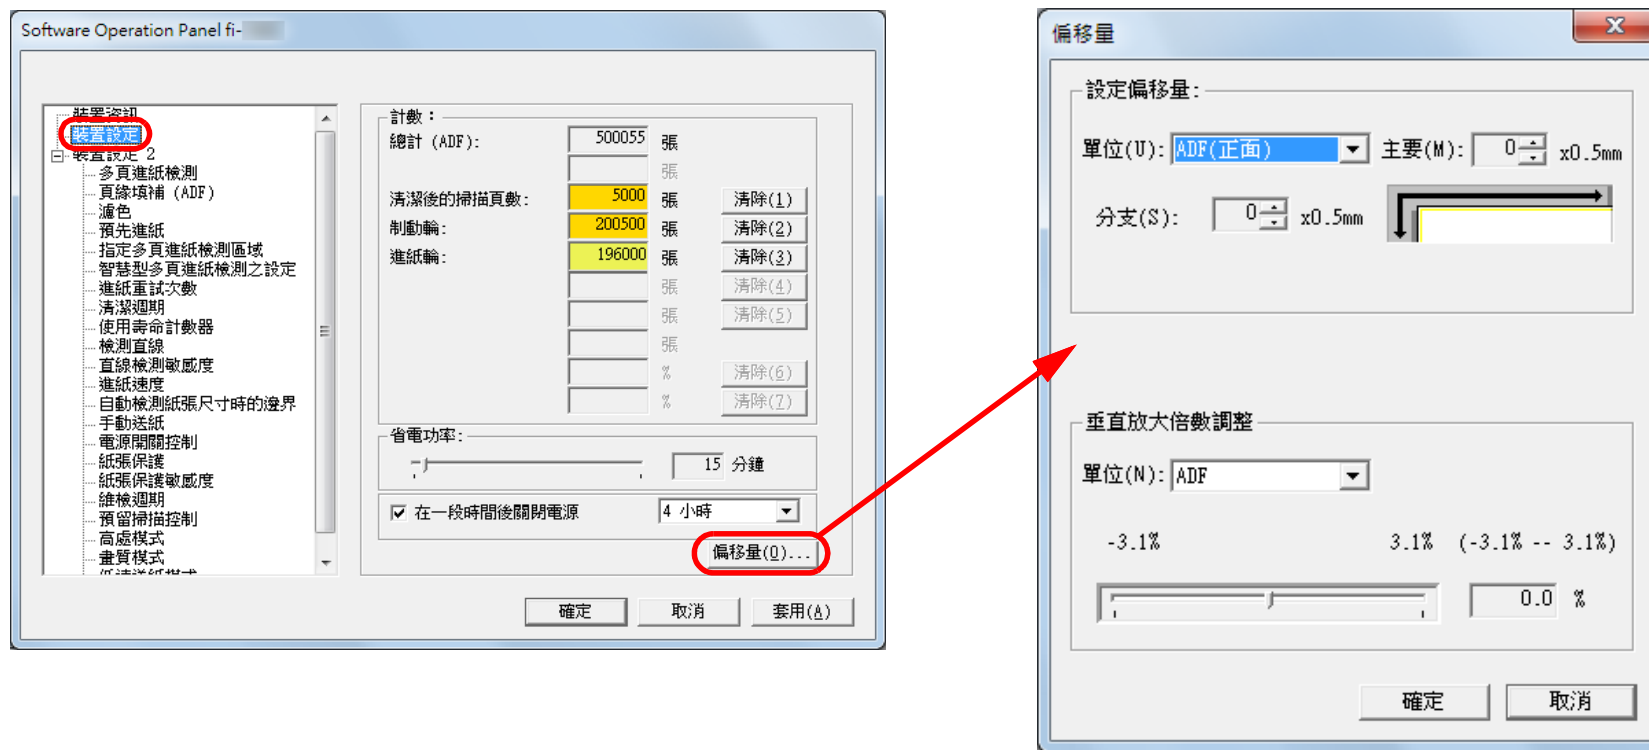 Software Operation Panel fi-
裝置資訊
裝置設定
裝置設定 2
多頁進紙檢測
頁緣填補 (ADF)
濾色
預先進紙
指定多頁進紙檢測區域
智慧型多頁進紙檢測之設定
進紙重試次數
清潔週期
使用壽命計數器
檢測直線
直線檢測敏感度
進紙速度
自動檢測紙張尺寸時的邊界
手動送紙
電源開關控制
紙張保護
紙張保護敏感度
維檢週期
預留掃描控制
高處模式
畫質模式
低速送紙模式
計數:
總計 (ADF): 500055 張
張
清潔後的掃描頁數: 5000 張 清除(1)
制動輪: 200500 張 清除(2)
進紙輪: 196000 張 清除(3)
張 清除(4)
張 清除(5)
張
% 清除(6)
% 清除(7)
省電功率:
15 分鐘
在一段時間後關閉電源 4 小時
偏移量(O)...
確定 取消 套用(A)
偏移量
設定偏移量:
單位(U): ADF(正面) 主要(M): 0 x0.5mm
分支(S): 0 x0.5mm
垂直放大倍數調整
單位(N): ADF
-3.1% 3.1% (-3.1% -- 3.1%)
0.0 %
確定 取消